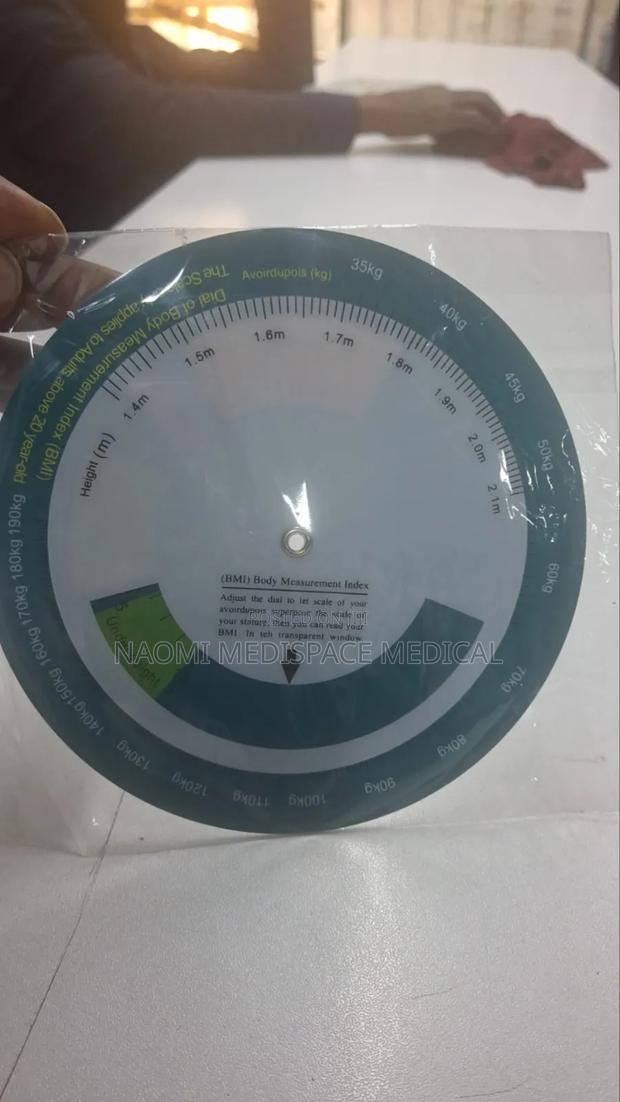 The Scale
applies to Adults above 20 year-old
Dial of Body Measurement Index (BMI)
Avoirdupois (kg)
35kg
40kg
45kg
50kg
60kg
70kg
80kg
90kg
100kg
110kg
120kg
130kg
140kg
150kg
160kg
170kg
180kg
190kg
Height (m)
1.4m
1.5m
1.6m
1.7m
1.8m
1.9m
2.0m
2.1m
(BMI) Body Measurement Index
Adjust the dial to let scale of your
avoirdupois superpose the scale of
your stature, then you can read your
BMI In teh transparent window.
NAOMI MEDISPACE MEDICAL